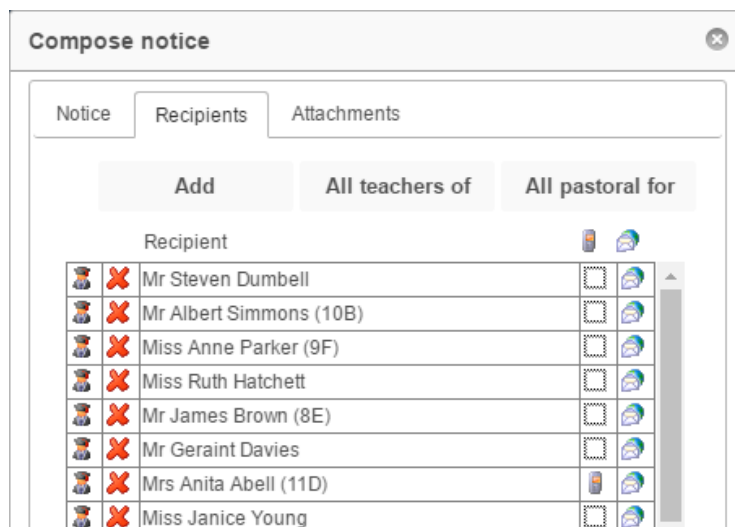 Compose notice
Notice Recipients Attachments
Add All teachers of All pastoral for
Recipient
Mr Steven Dumbell
Mr Albert Simmons (10B)
Miss Anne Parker (9F)
Miss Ruth Hatchett
Mr James Brown (8E)
Mr Geraint Davies
Mrs Anita Abell (11D)
Miss Janice Young